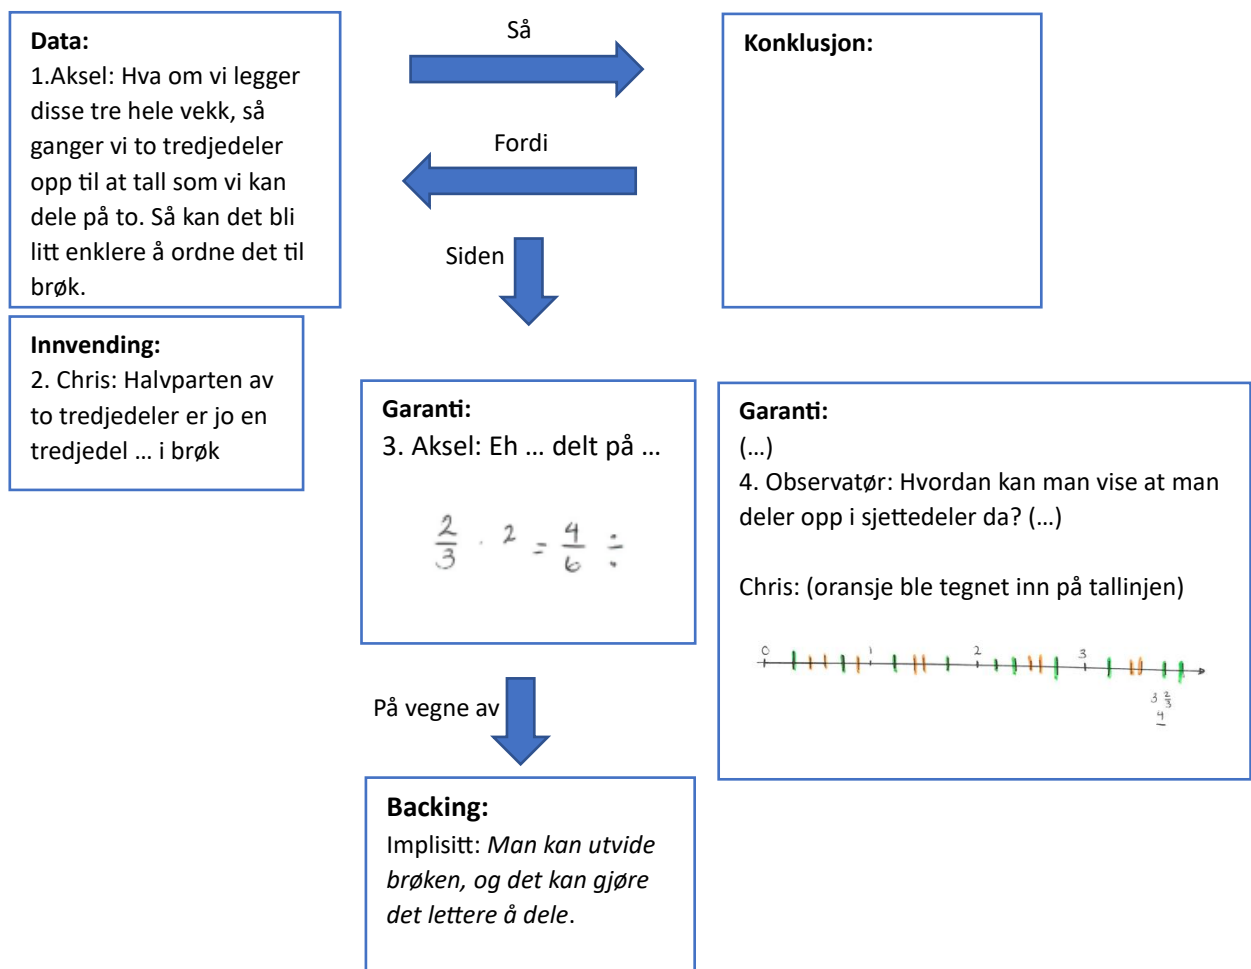 Data:
1.Aksel: Hva om vi legger
disse tre hele vekk, så
ganger vi to tredjedeler
opp til at tall som vi kan
dele på to. Så kan det bli
litt enklere å ordne det til
brøk.
Så
Fordi
Siden
Konklusjon:
Innvending:
2. Chris: Halvparten av
to tredjedeler er jo en
tredjedel ... i brøk
Garanti:
3. Aksel: Eh ... delt på ...
2/3 · 2 = 4/6 ÷
Garanti:
(...)
4. Observatør: Hvordan kan man vise at man
deler opp i sjettedeler da? (...)
Chris: (oransje ble tegnet inn på tallinjen)
0 1 2 3
3 2/3
4
På vegne av
Backing:
Implisitt: Man kan utvide
brøken, og det kan gjøre
det lettere å dele.